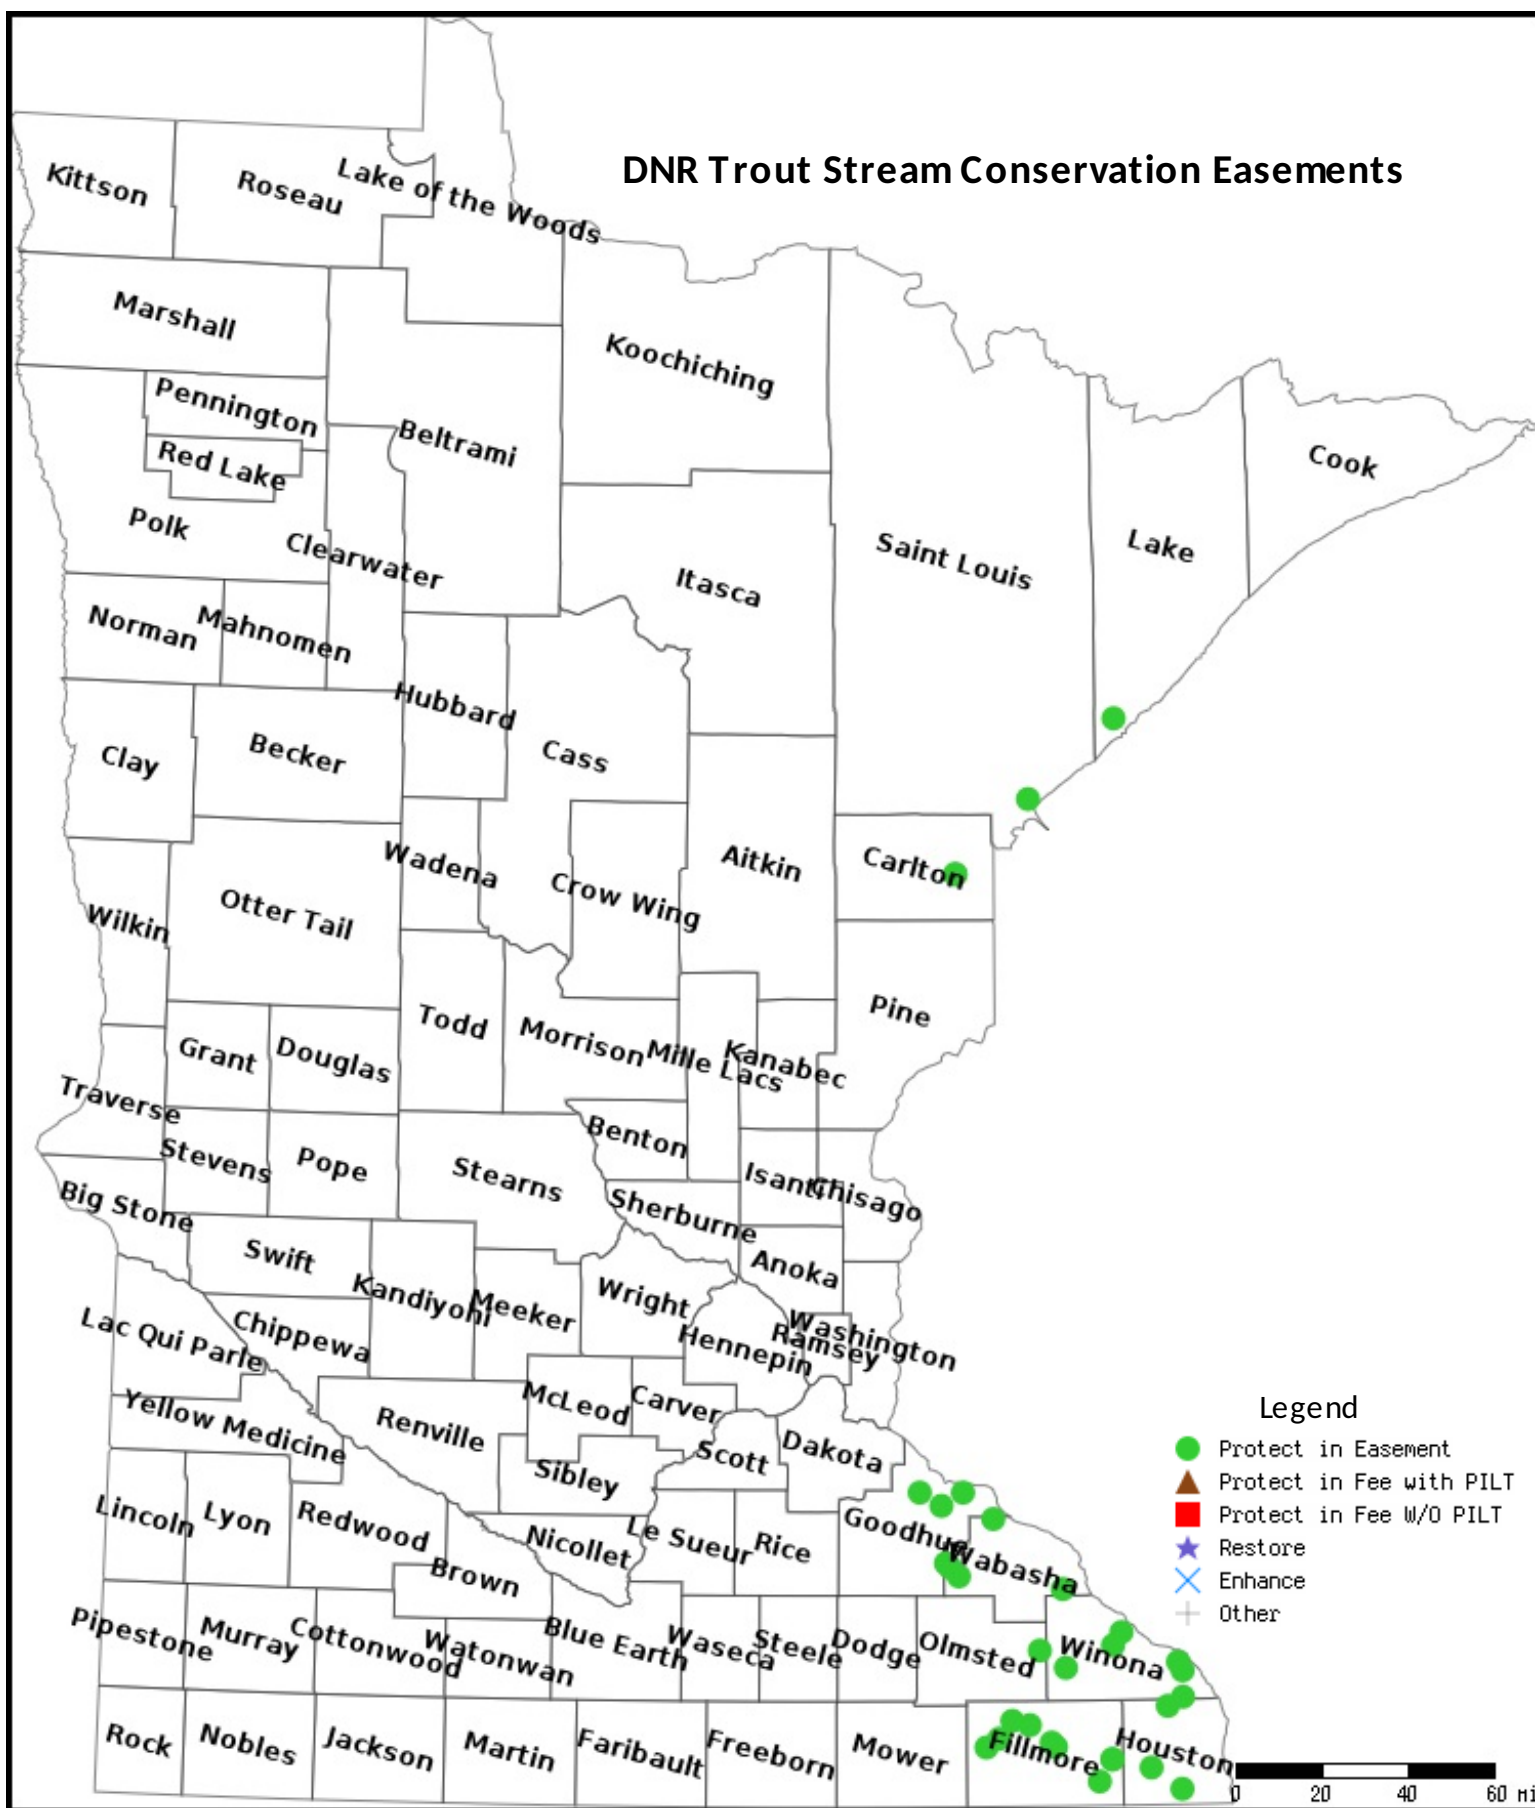 DNR Trout Stream Conservation Easements
Kittson
Roseau
Lake of the Woods
Marshall
Koochiching
Pennington
Beltrami
Red Lake
Cook
Polk
Clearwater
Saint Louis
Lake
Itasca
Norman
Mahnomen
Hubbard
Clay
Becker
Cass
Wadena
Aitkin
Carlton
Crow Wing
Otter Tail
Wilkin
Pine
Todd
Morrison
Grant
Douglas
Mille Lacs
Kanabec
Traverse
Benton
Stevens
Pope
Stearns
Isanti
Chisago
Big Stone
Sherburne
Swift
Anoka
Kandiyohi
Meeker
Wright
Lac Qui Parle
Chippewa
Hennepin
Ramsey
Washington
McLeod
Carver
Yellow Medicine
Renville
Scott
Dakota
Sibley
Lincoln
Lyon
Redwood
Nicollet
Le Sueur
Rice
Goodhue
Wabasha
Brown
Pipestone
Murray
Cottonwood
Watonwan
Blue Earth
Waseca
Steele
Dodge
Olmsted
Winona
Rock
Nobles
Jackson
Martin
Faribault
Freeborn
Mower
Fillmore
Houston
Legend
Protect in Easement
Protect in Fee with PILT
Protect in Fee W/O PILT
Restore
Enhance
Other
0 20 40 60 Mi